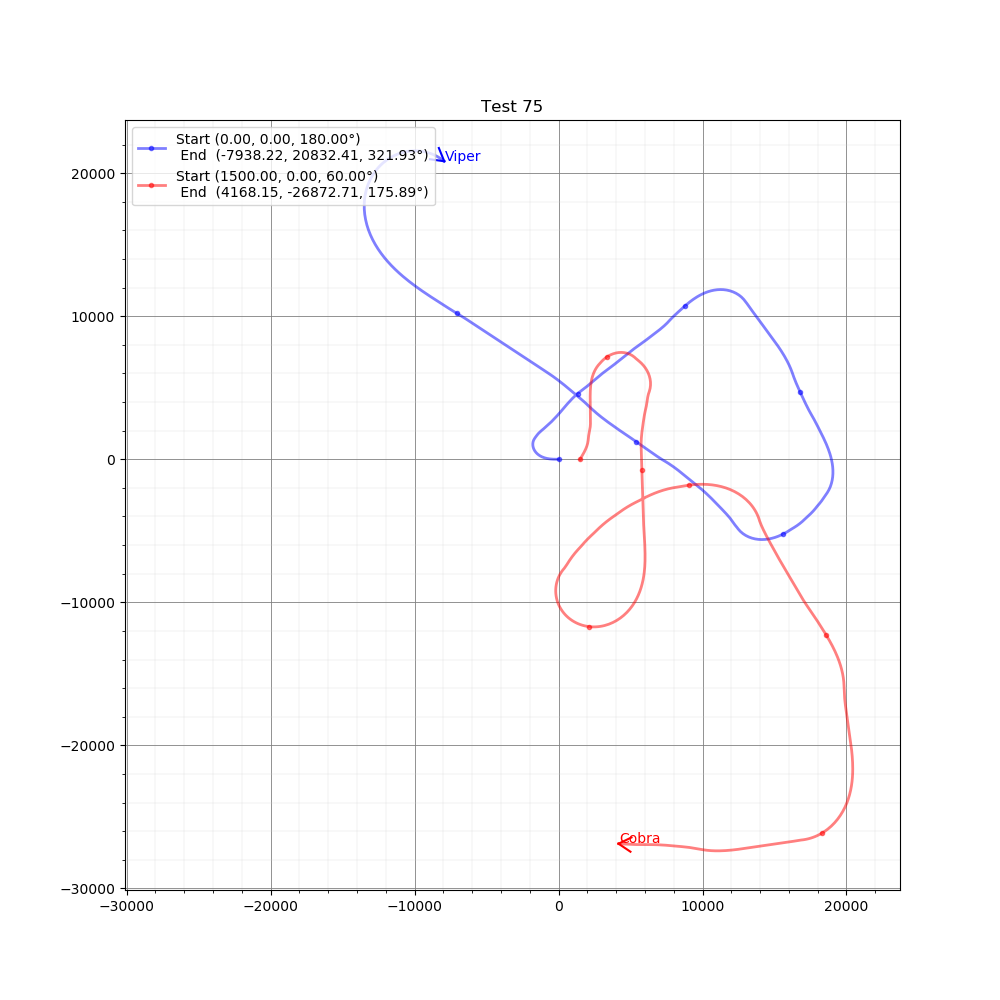 Test 75
Start (0.00, 0.00, 180.00°)
End (-7938.22, 20832.41, 321.93°)
Start (1500.00, 0.00, 60.00°)
End (4168.15, -26872.71, 175.89°)
Viper
Cobra
20000
10000
0
−10000
−20000
−30000
−30000 −20000 −10000 0 10000 20000